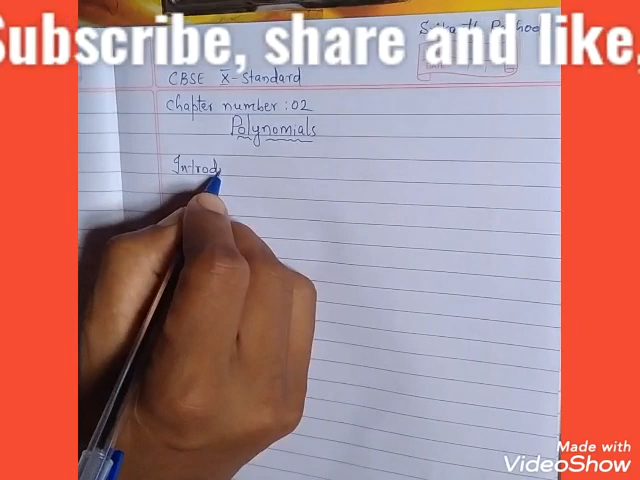 Subscribe, share and like,
CBSE X-Standard
Chapter number : 02
Polynomials
Introd
Made with
VideoShow